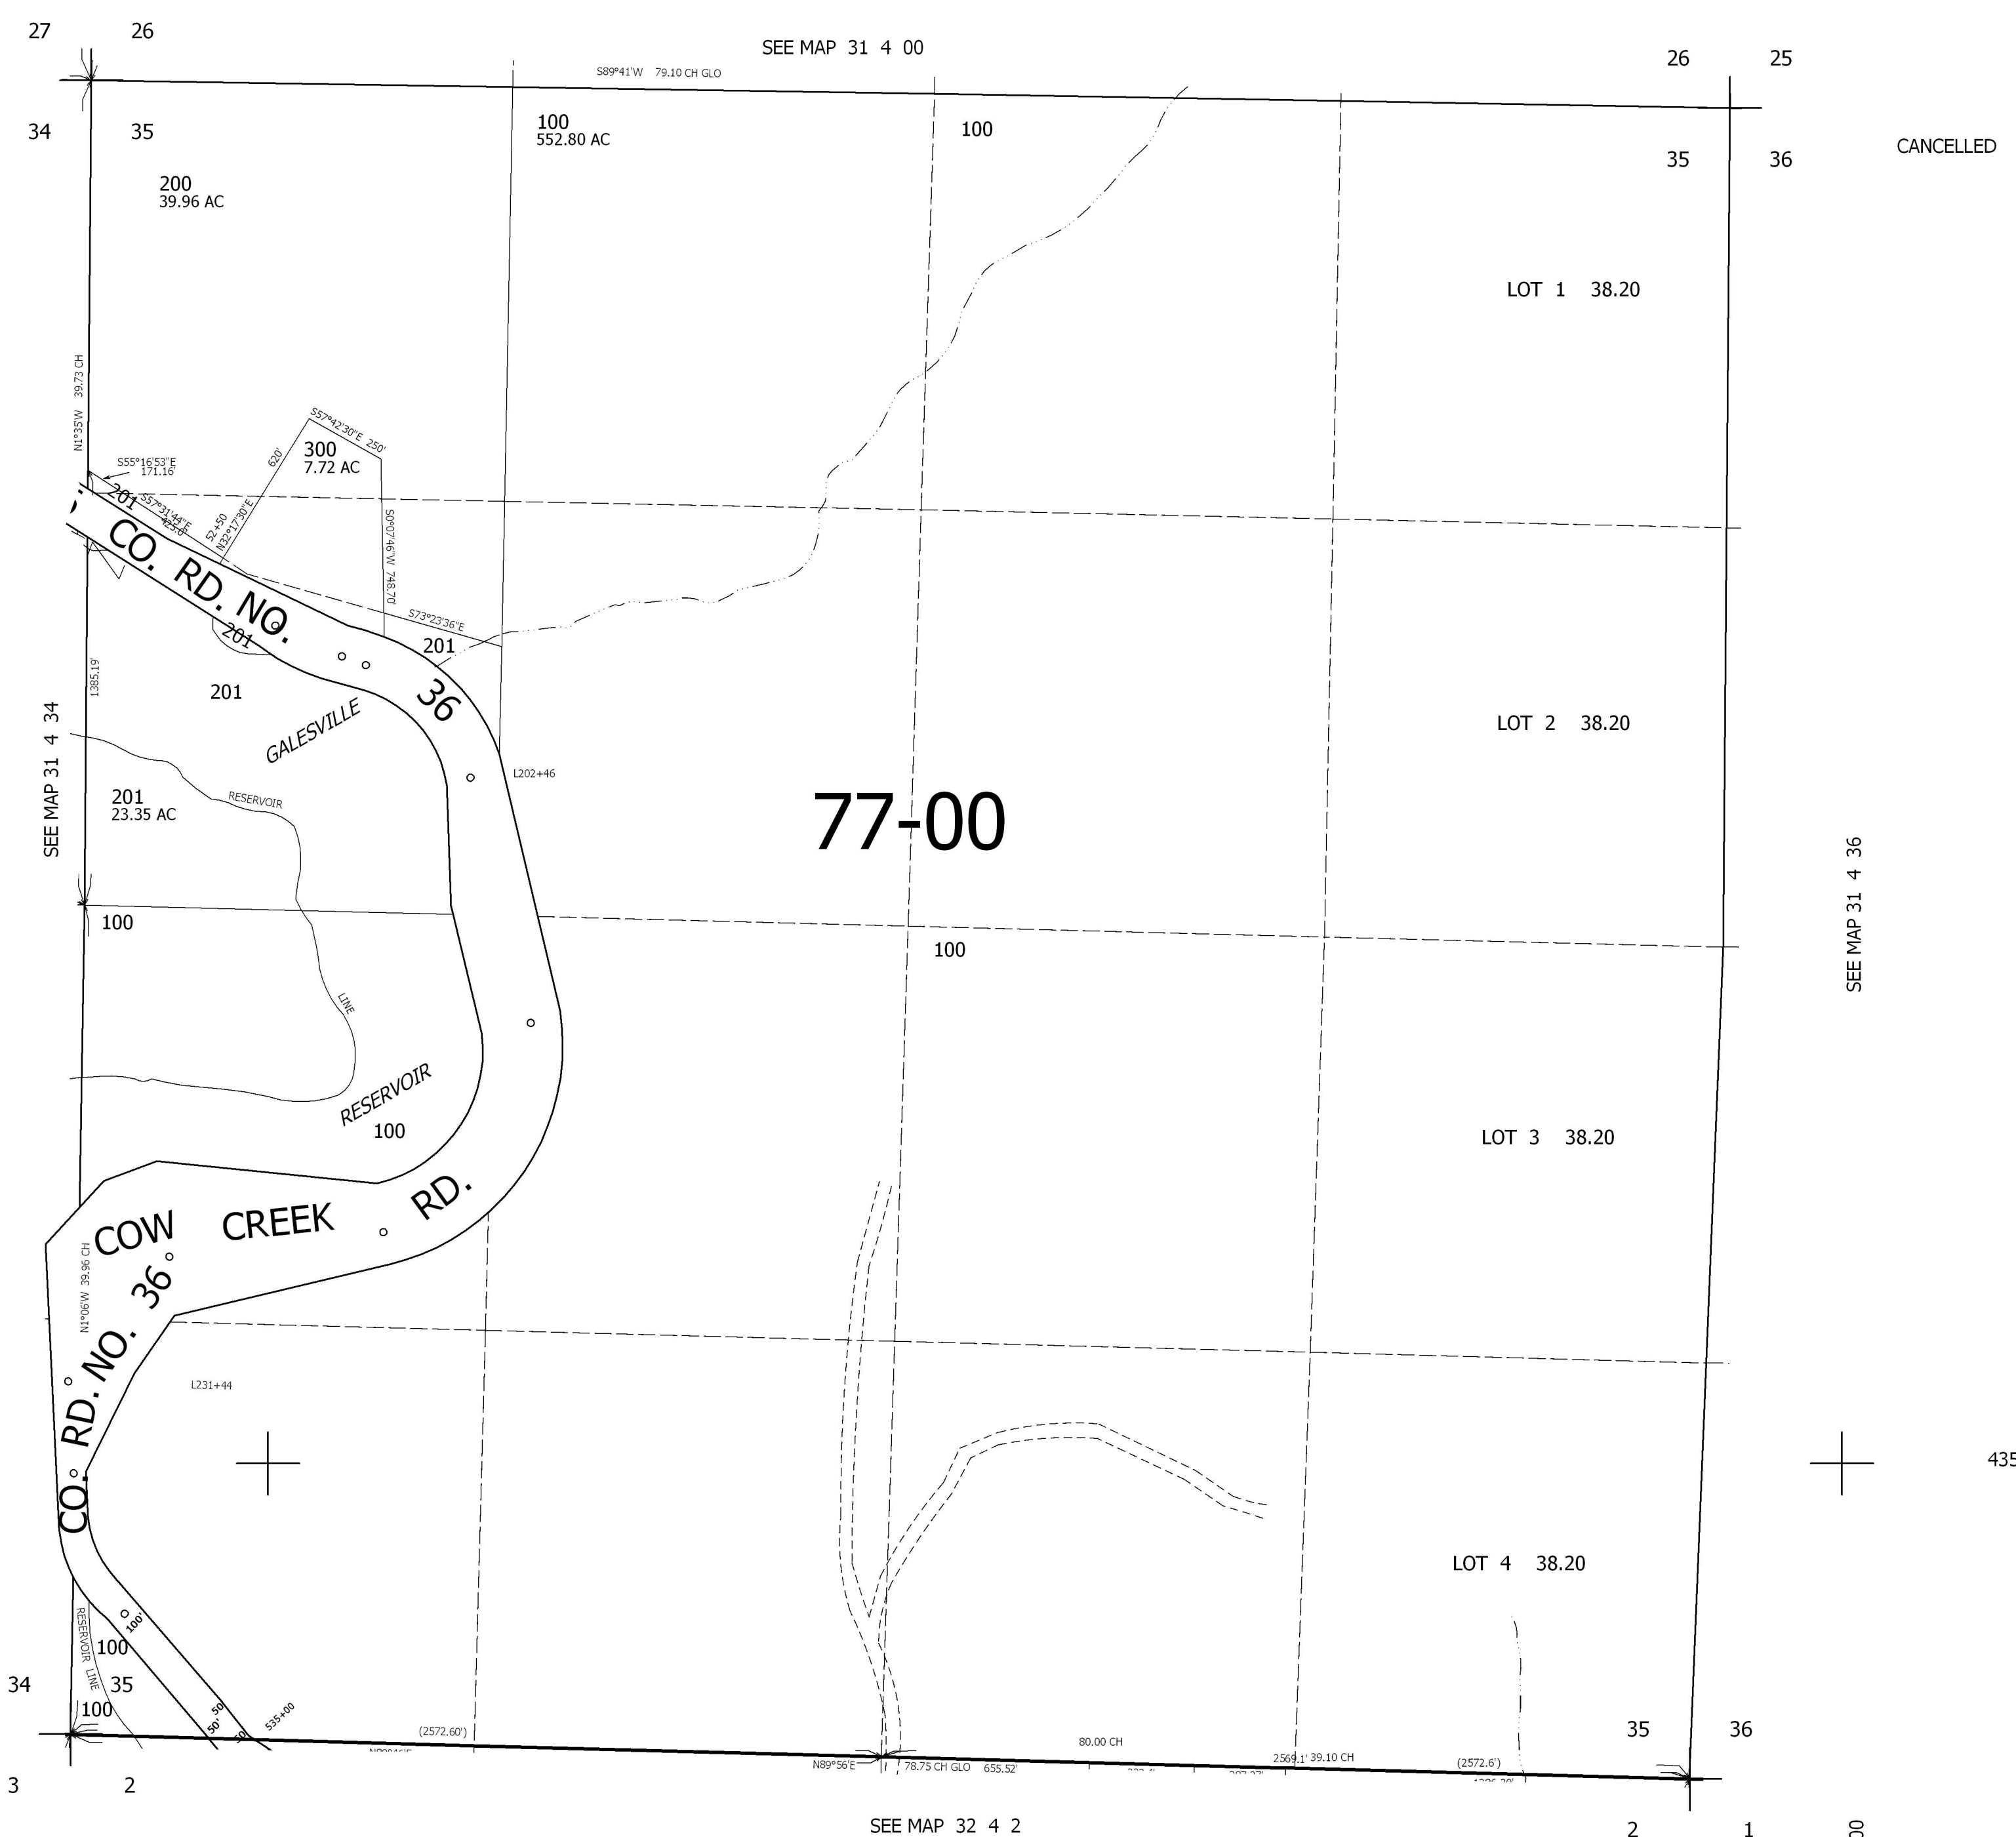 27 26
SEE MAP 31 4 00
26 25
S89°41'W 79.10 CH GLO
34 35
100
552.80 AC
100
35 36
CANCELLED
200
39.96 AC
LOT 1 38.20
N1°35'W 39.73 CH
S57°42'30"E 250'
620'
300
7.72 AC
S55°16'53"E
171.16'
201
S57°31'44"E
425.0'
52+50
N32°17'30"E
S0°07'46"W 748.70'
CO. RD. NO. 36
S73°23'36"E
201
201
201
1385.19'
GALESVILLE
SEE MAP 31 4 34
LOT 2 38.20
L202+46
RESERVOIR
201
23.35 AC
77-00
SEE MAP 31 4 36
100
100
LINE
RESERVOIR
100
LOT 3 38.20
COW CREEK RD.
N1°06'W 39.96 CH
CO. RD. NO. 36
L231+44
435
LOT 4 38.20
100'
RESERVOIR LINE
100
34 35
100
50'
50'
50'
535+00
(2572.60')
35 36
80.00 CH
N89°56'E 78.75 CH GLO 655.52'
2569.1' 39.10 CH
(2572.6')
3 2
SEE MAP 32 4 2
2 1
00